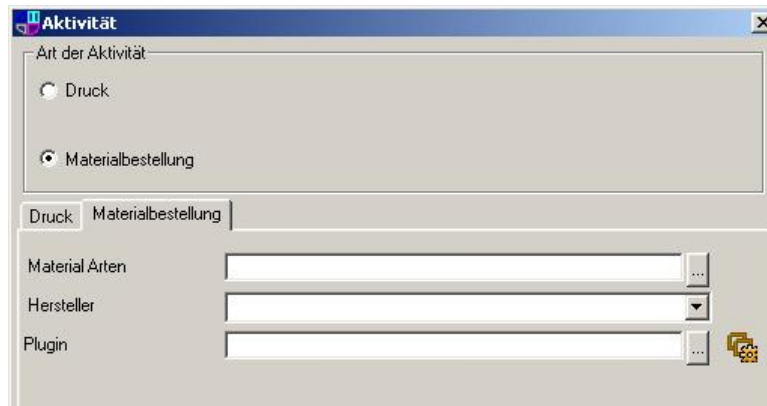 Aktivität
Art der Aktivität
Druck
Materialbestellung
Druck Materialbestellung
Material Arten ...
Hersteller
Plugin ...